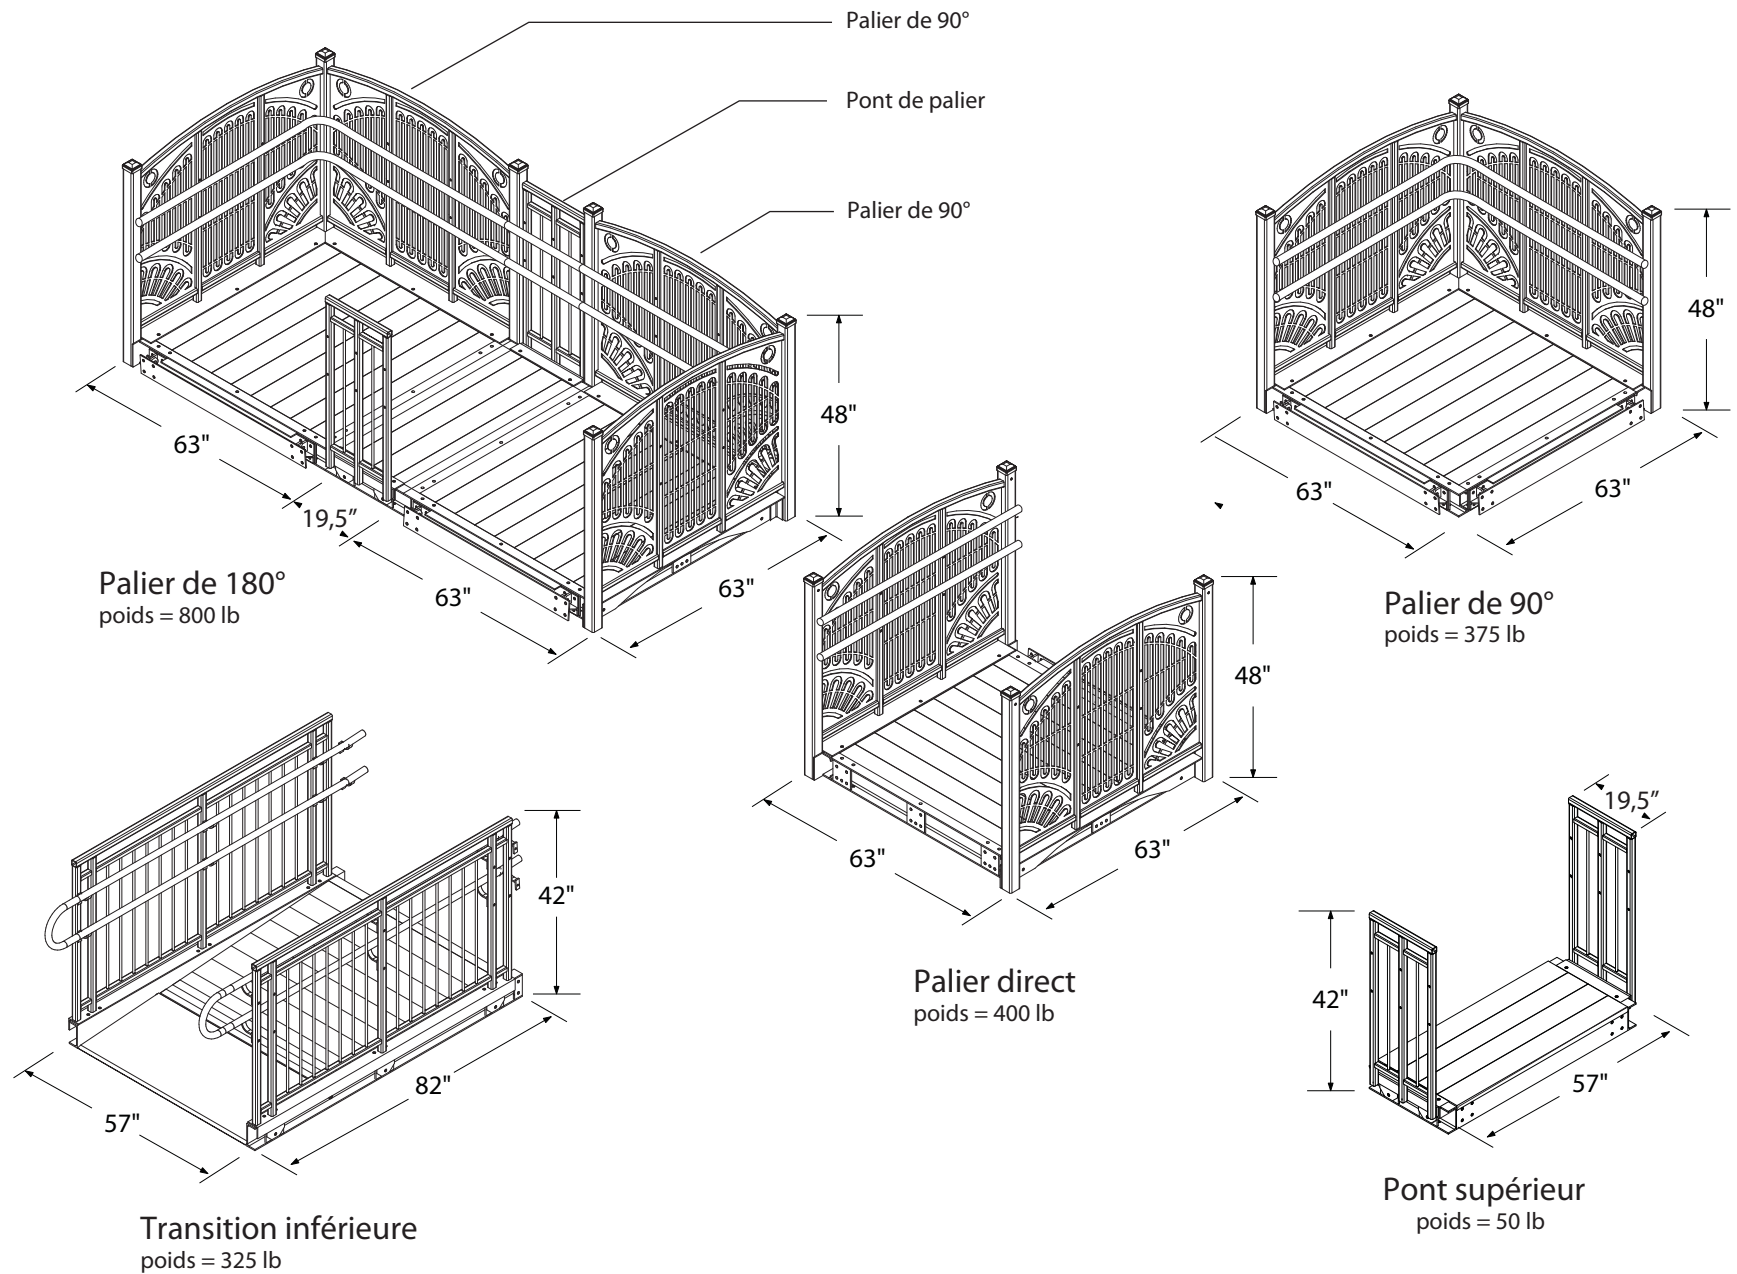 Palier de 90°
Pont de palier
Palier de 90°
48"
63"
19,5”
63"
63"
Palier de 180°
poids = 800 lb
48"
63"
63"
Palier de 90°
poids = 375 lb
48"
63"
63"
Palier direct
poids = 400 lb
42"
57"
82"
Transition inférieure
poids = 325 lb
19,5”
42"
57"
Pont supérieur
poids = 50 lb